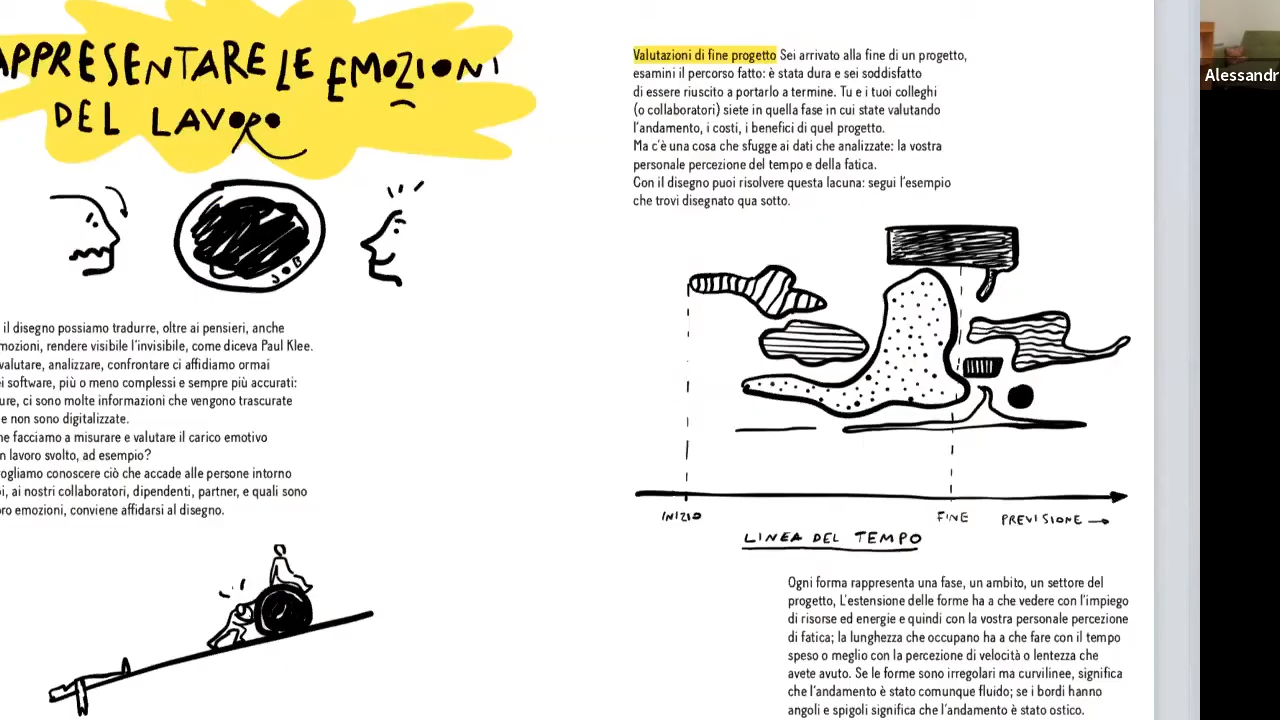 APPRESENTARE LE EMOZIONI
DEL LAVORO
JOB
il disegno possiamo tradurre, oltre ai pensieri, anche
mozioni, rendere visibile l'invisibile, come diceva Paul Klee.
valutare, analizzare, confrontare ci affidiamo ormai
ei software, più o meno complessi e sempre più accurati:
ure, ci sono molte informazioni che vengono trascurate
e non sono digitalizzate.
me facciamo a misurare e valutare il carico emotivo
n lavoro svolto, ad esempio?
ogliamo conoscere ciò che accade alle persone intorno
oi, ai nostri collaboratori, dipendenti, partner, e quali sono
oro emozioni, conviene affidarsi al disegno.
Valutazioni di fine progetto Sei arrivato alla fine di un progetto,
esamini il percorso fatto: è stata dura e sei soddisfatto
di essere riuscito a portarlo a termine. Tu e i tuoi colleghi
(o collaboratori) siete in quella fase in cui state valutando
l'andamento, i costi, i benefici di quel progetto.
Ma c'è una cosa che sfugge ai dati che analizzate: la vostra
personale percezione del tempo e della fatica.
Con il disegno puoi risolvere questa lacuna: segui l'esempio
che trovi disegnato qua sotto.
INIZIO
FINE
PREVISIONE
LINEA DEL TEMPO
Ogni forma rappresenta una fase, un ambito, un settore del
progetto, L'estensione delle forme ha a che vedere con l'impiego
di risorse ed energie e quindi con la vostra personale percezione
di fatica; la lunghezza che occupano ha a che fare con il tempo
speso o meglio con la percezione di velocità o lentezza che
avete avuto. Se le forme sono irregolari ma curvilinee, significa
che l'andamento è stato comunque fluido; se i bordi hanno
angoli e spigoli significa che l'andamento è stato ostico.
Alessandr